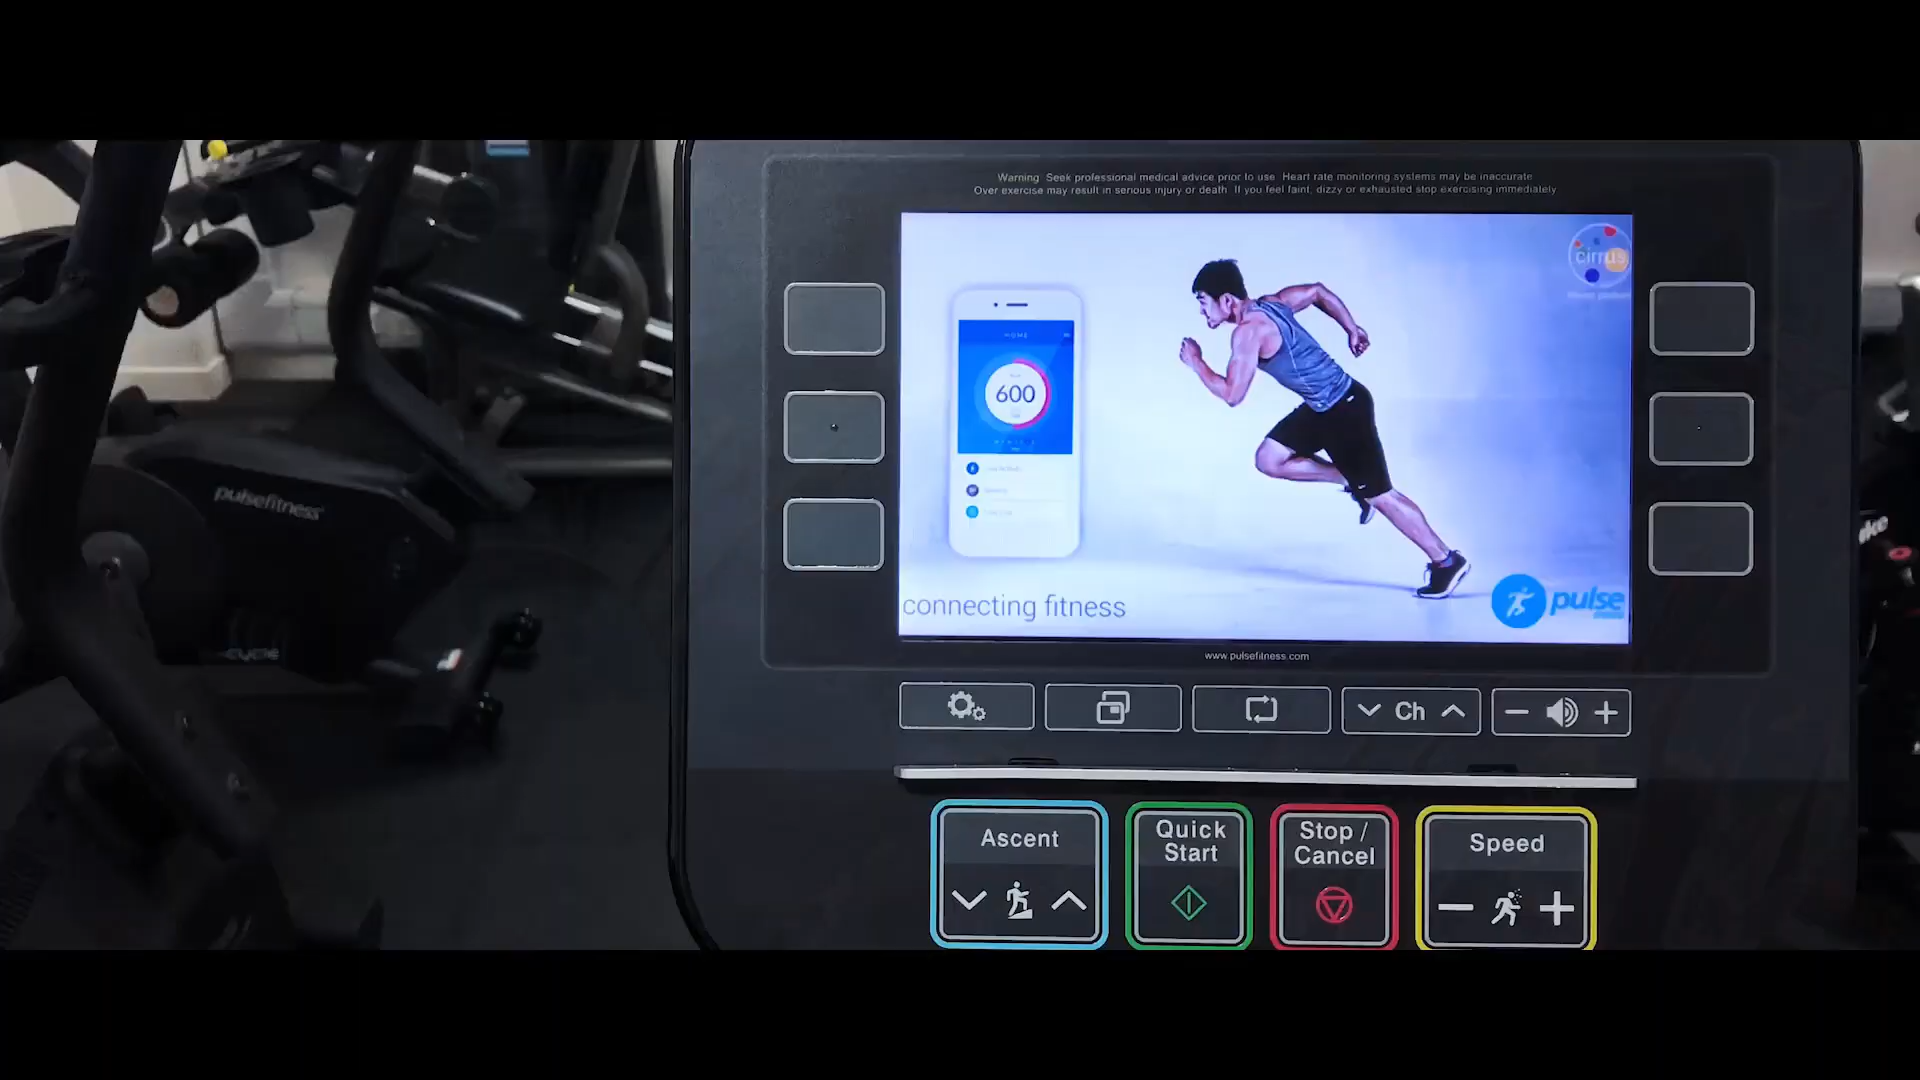 Warning Seek professional medical advice prior to use Heart rate monitoring systems may be inaccurate
Over exercise may result in serious injury or death If you feel faint, dizzy or exhausted stop exercising immediately
cirrus
HOME
600
connecting fitness
pulse
www.pulsefitness.com
Ch
Ascent
Quick
Start
Stop /
Cancel
Speed
pulsefitness
cycle